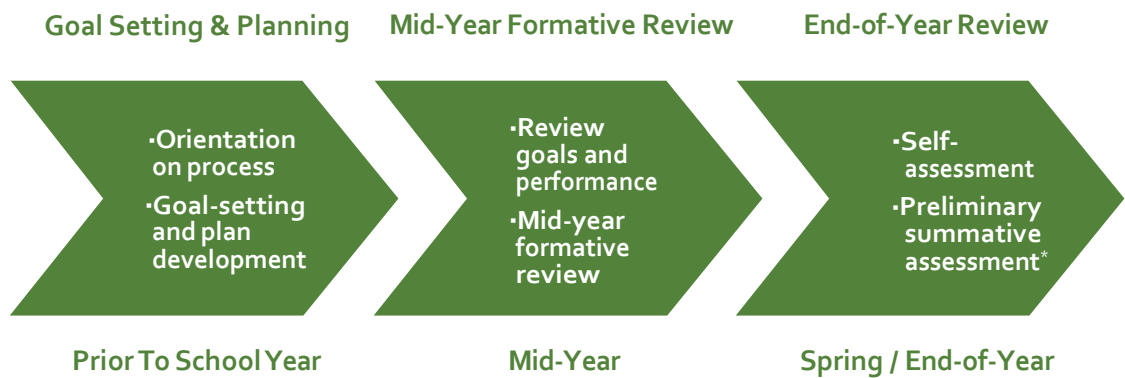 Goal Setting & Planning
Mid-Year Formative Review
End-of-Year Review
▪Orientation
on process
▪Goal-setting
and plan
development
▪Review
goals and
performance
▪Mid-year
formative
review
▪Self-
assessment
▪Preliminary
summative
assessment*
Prior To School Year
Mid-Year
Spring / End-of-Year